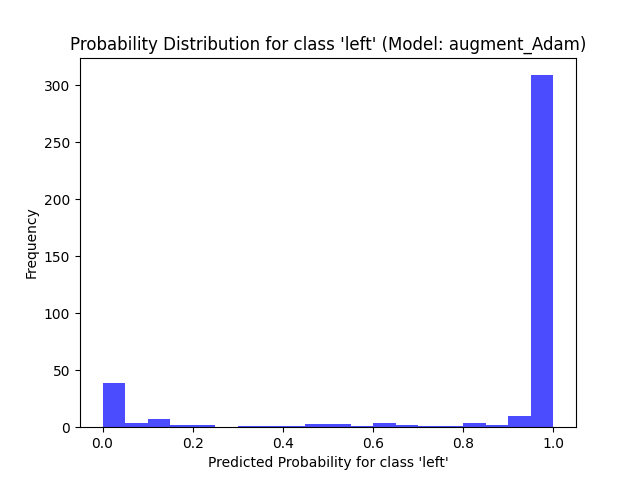 Probability Distribution for class 'left' (Model: augment_Adam)
300
250
200
150
100
50
0
Frequency
0.0 0.2 0.4 0.6 0.8 1.0
Predicted Probability for class 'left'